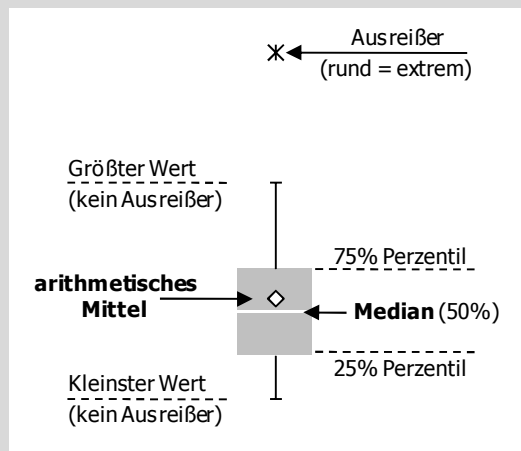 Ausreißer
(rund = extrem)
Größter Wert
(kein Ausreißer)
75% Perzentil
arithmetisches
Mittel
Median (50%)
25% Perzentil
Kleinster Wert
(kein Ausreißer)